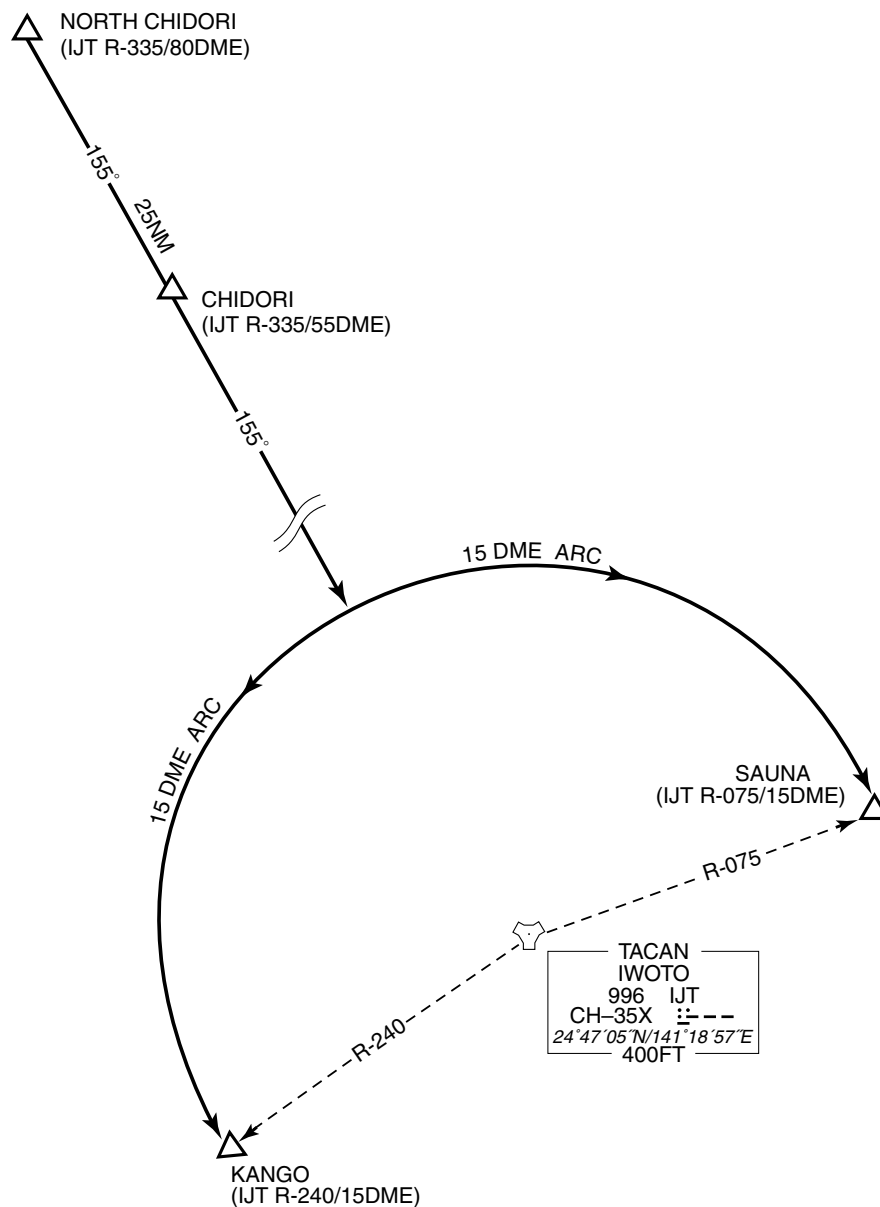 NORTH CHIDORI
(IJT R-335/80DME)
155°
25NM
CHIDORI
(IJT R-335/55DME)
155°
15 DME ARC
15 DME ARC
SAUNA
(IJT R-075/15DME)
R-075
TACAN
IWOTO
996 IJT
CH–35X
24°47′05″N/141°18′57″E
400FT
R-240
KANGO
(IJT R-240/15DME)